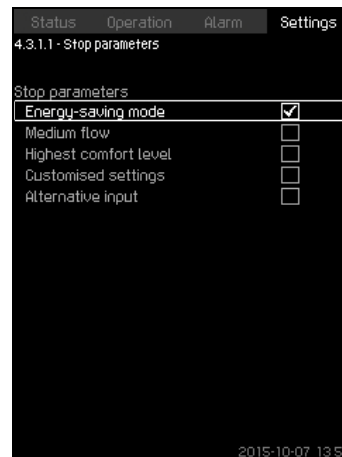 Status Operation Alarm Settings
4.3.1.1 - Stop parameters
Stop parameters
Energy-saving mode
Medium flow
Highest comfort level
Customised settings
Alternative input
2015-10-07 13:5